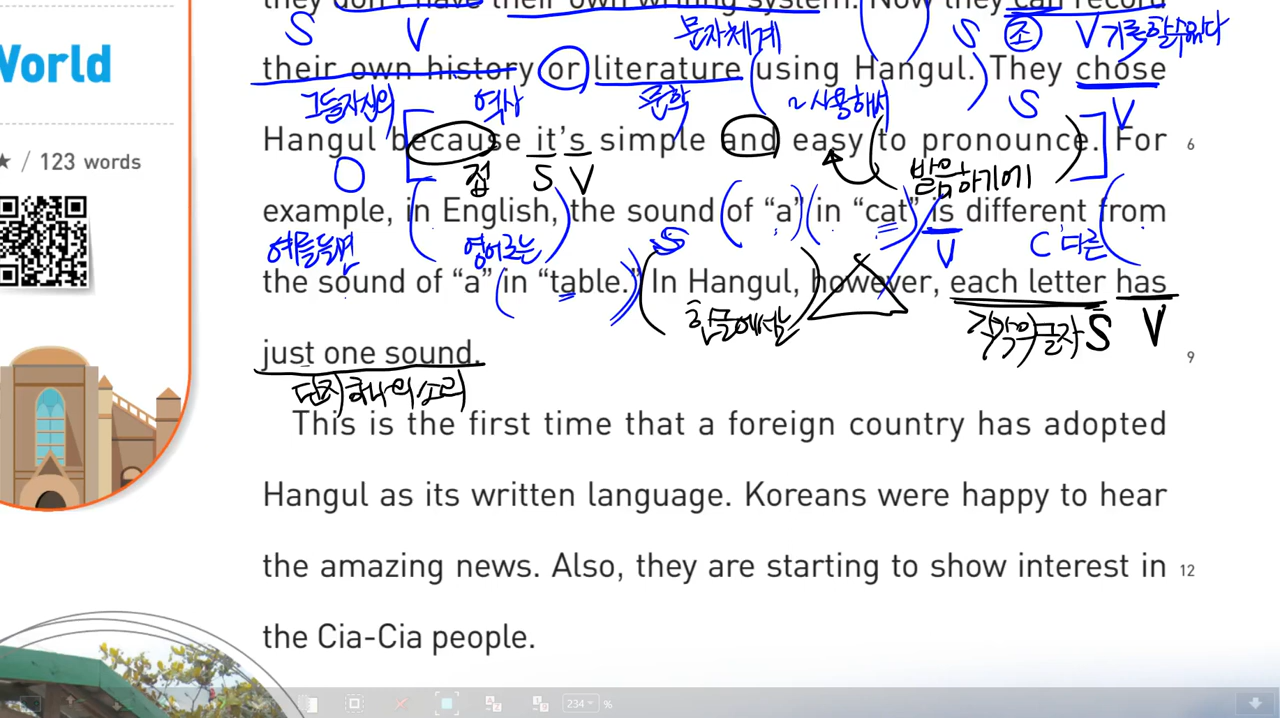 they don't have their own writing system. Now they can record
S V 문자체계 S 조 V 기록할수있다
World
their own history or literature using Hangul. They chose
그들자신의 역사 문학 ~사용해서 S V
★ / 123 words
Hangul because it's simple and easy to pronounce. For 6
O 접 S V 발음하기에
example, in English, the sound of “a” in “cat” is different from
예를들면 영어로는 S V C 다른
the sound of “a” in “table.” In Hangul, however, each letter has
한글에서는 각각의글자 S V
just one sound. 9
단지하나의소리
This is the first time that a foreign country has adopted
Hangul as its written language. Koreans were happy to hear
the amazing news. Also, they are starting to show interest in 12
the Cia-Cia people.
234 %